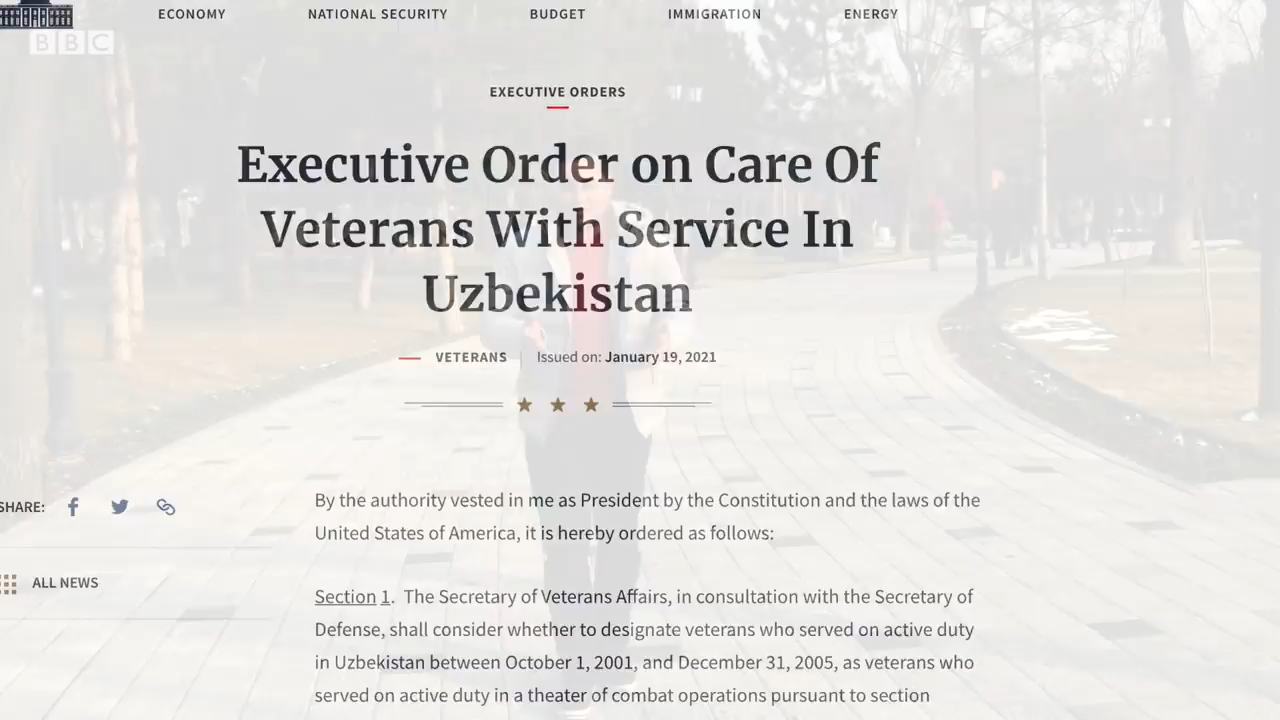 ECONOMY NATIONAL SECURITY BUDGET IMMIGRATION ENERGY
BBC
EXECUTIVE ORDERS
Executive Order on Care Of
Veterans With Service In
Uzbekistan
VETERANS Issued on: January 19, 2021
SHARE:
By the authority vested in me as President by the Constitution and the laws of the
United States of America, it is hereby ordered as follows:
ALL NEWS
Section 1. The Secretary of Veterans Affairs, in consultation with the Secretary of
Defense, shall consider whether to designate veterans who served on active duty
in Uzbekistan between October 1, 2001, and December 31, 2005, as veterans who
served on active duty in a theater of combat operations pursuant to section